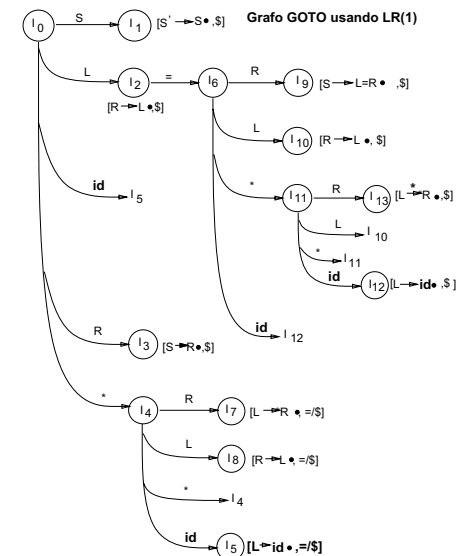 Grafo GOTO usando LR(1)
I0 S I1 [S' → S• ,$]
L I2 = I6 R I9 [S → L=R• ,$]
[R → L •,$]
L I10 [R → L •, $]
id I5
* I11 R I13 [L → *R •,$]
L I10
* I11
id I12 [L → id• ,$ ]
id I12
R I3 [S → R•,$]
* I4 R I7 [L → *R •, =/$]
L I8 [R → L •, =/$]
* I4
id I5 [L → id •,=/$]